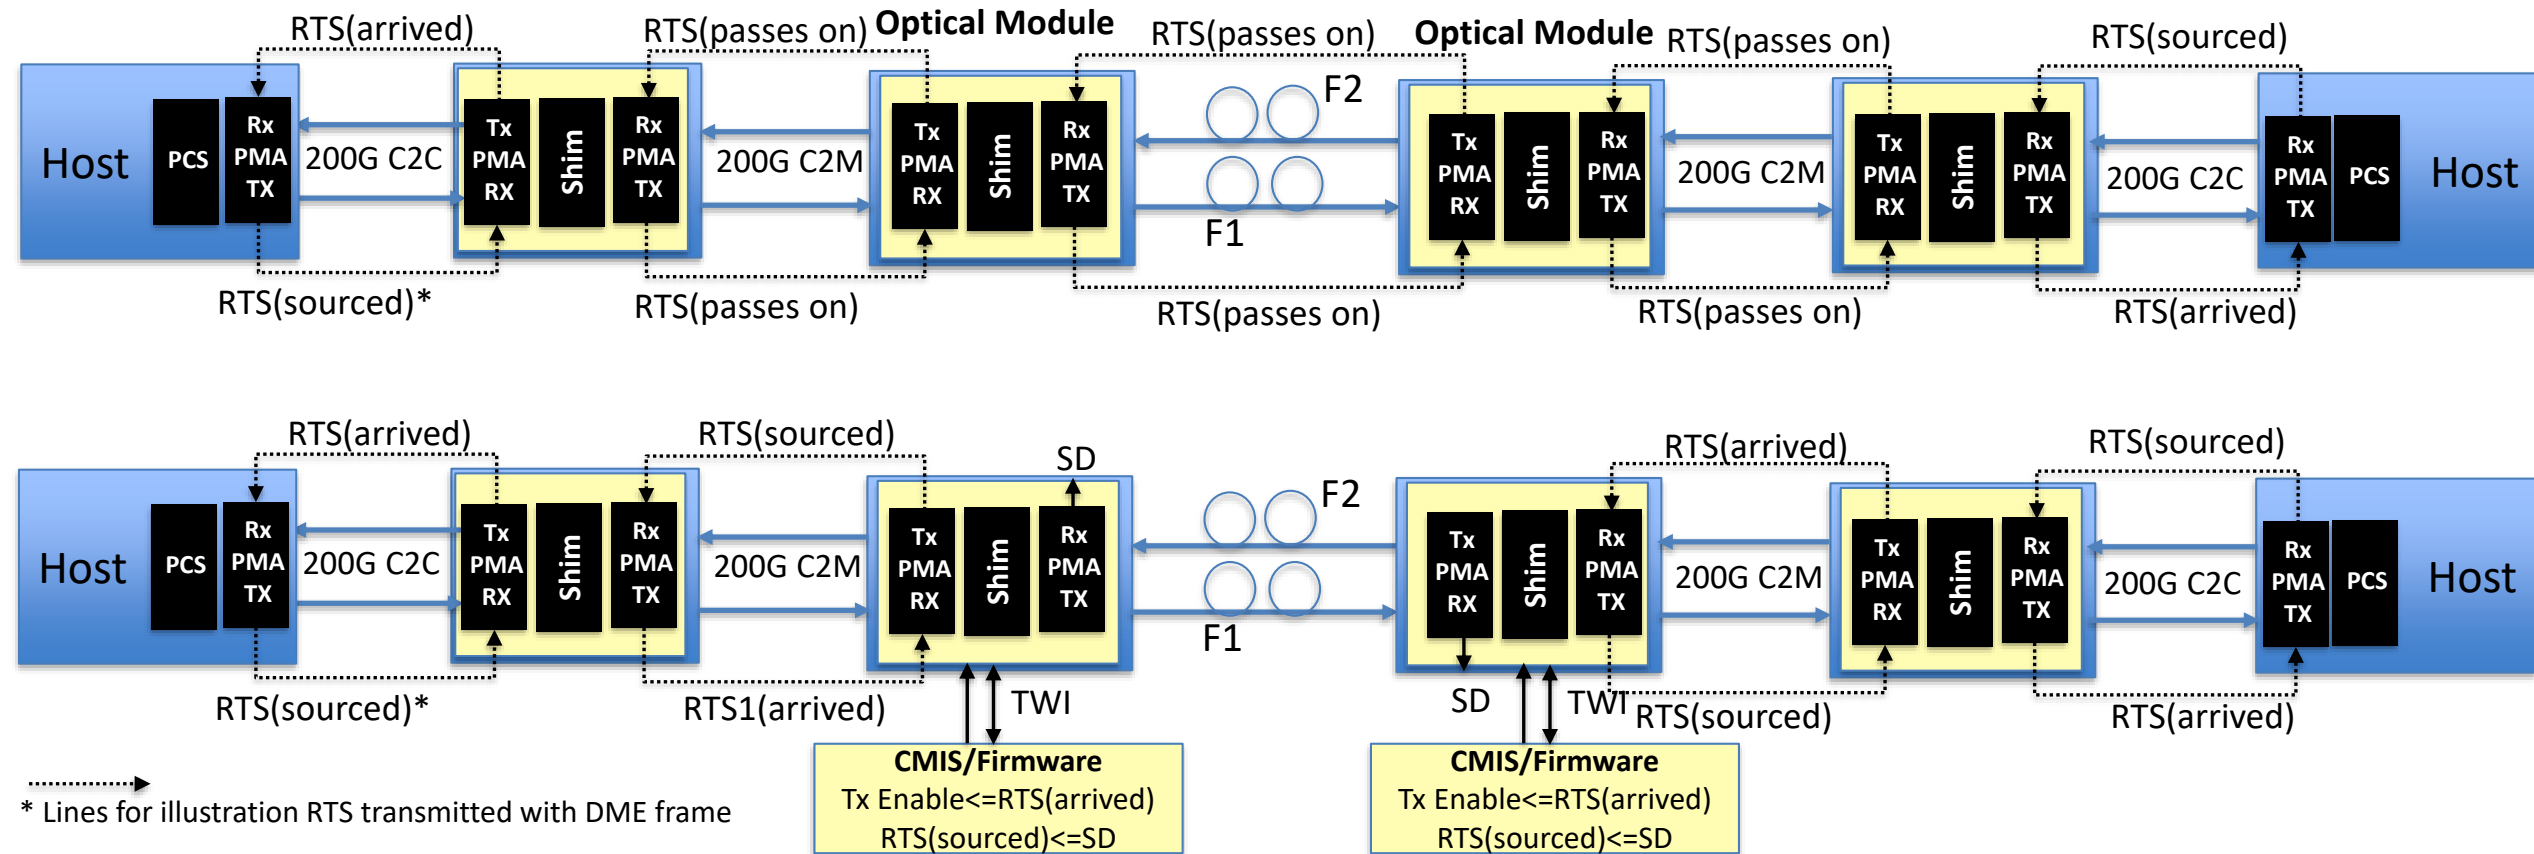 Optical Module
Optical Module
RTS(arrived)
RTS(passes on)
RTS(passes on)
RTS(passes on)
RTS(sourced)
Host
PCS
Rx
PMA
TX
200G C2C
Tx
PMA
RX
Shim
Rx
PMA
TX
200G C2M
Tx
PMA
RX
Shim
Rx
PMA
TX
F2
F1
Tx
PMA
RX
Shim
Rx
PMA
TX
200G C2M
Tx
PMA
RX
Shim
Rx
PMA
TX
200G C2C
Rx
PMA
TX
PCS
Host
RTS(sourced)*
RTS(passes on)
RTS(passes on)
RTS(passes on)
RTS(arrived)
RTS(arrived)
RTS(sourced)
SD
RTS(arrived)
RTS(sourced)
Host
PCS
Rx
PMA
TX
200G C2C
Tx
PMA
RX
Shim
Rx
PMA
TX
200G C2M
Tx
PMA
RX
Shim
Rx
PMA
TX
F2
F1
Tx
PMA
RX
Shim
Rx
PMA
TX
200G C2M
Tx
PMA
RX
Shim
Rx
PMA
TX
200G C2C
Rx
PMA
TX
PCS
Host
RTS(sourced)*
RTS1(arrived)
TWI
SD
TWI
RTS(sourced)
RTS(arrived)
CMIS/Firmware
Tx Enable<=RTS(arrived)
RTS(sourced)<=SD
CMIS/Firmware
Tx Enable<=RTS(arrived)
RTS(sourced)<=SD
* Lines for illustration RTS transmitted with DME frame